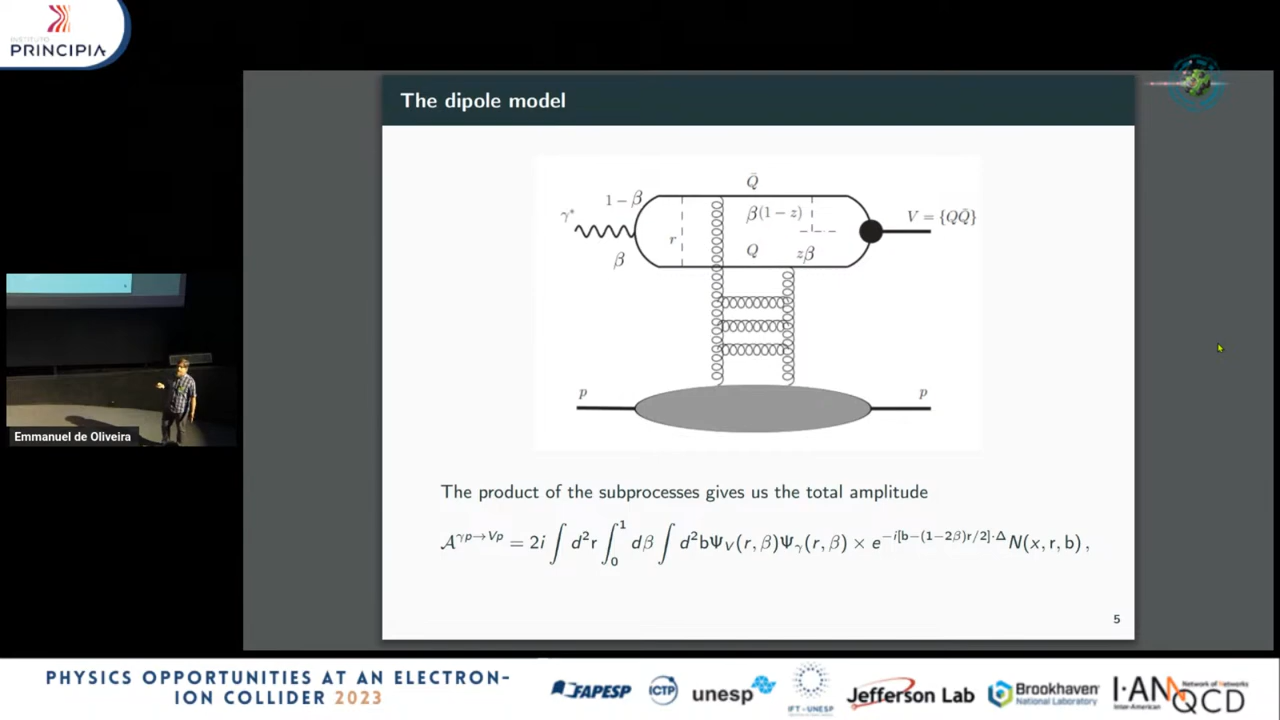 INSTITUTO
PRINCIPIA
The dipole model
Q̄
1 − β
γ*
β(1 − z)
V = {QQ̄}
r
Q
zβ
β
p
p
The product of the subprocesses gives us the total amplitude
𝒜^{γp→Vp} = 2i ∫ d²r ∫₀¹ dβ ∫ d²bΨ_V(r, β)Ψ_γ(r, β) × e^{−i[b−(1−2β)r/2]·Δ} N(x, r, b) ,
5
Emmanuel de Oliveira
PHYSICS OPPORTUNITIES AT AN ELECTRON-
ION COLLIDER 2023
FAPESP
ICTP
unesp
IFT - UNESP
Jefferson Lab
Brookhaven
National Laboratory
I·AN QCD
Inter-American
Network of Networks